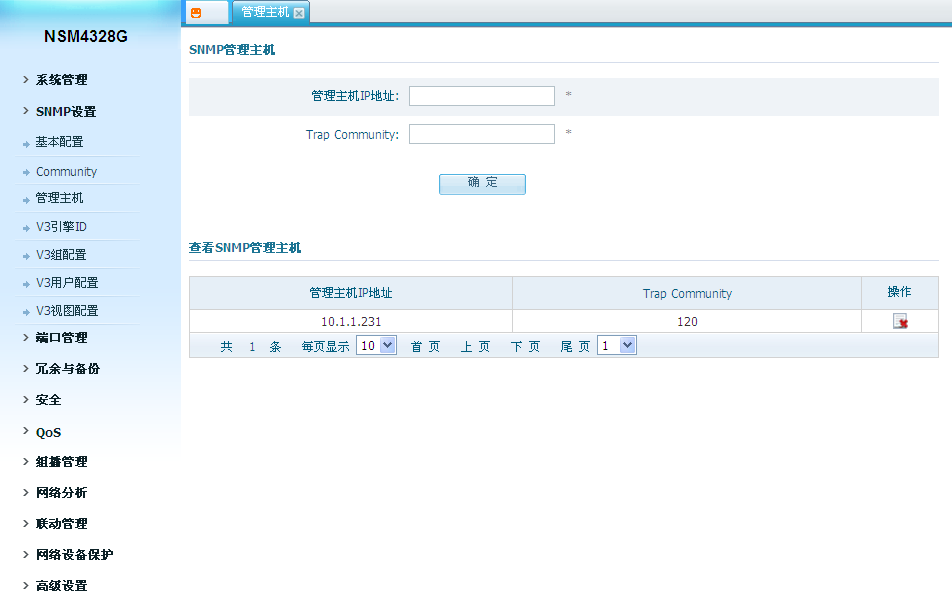 NSM4328G
系统管理
SNMP设置
基本配置
Community
管理主机
V3引擎ID
V3组配置
V3用户配置
V3视图配置
端口管理
冗余与备份
安全
QoS
组播管理
网络分析
联动管理
网络设备保护
高级设置
管理主机
SNMP管理主机
管理主机IP地址: *
Trap Community: *
确 定
查看SNMP管理主机
管理主机IP地址 Trap Community 操作
10.1.1.231 120
共 1 条 每页显示 10 首 页 上 页 下 页 尾 页 1